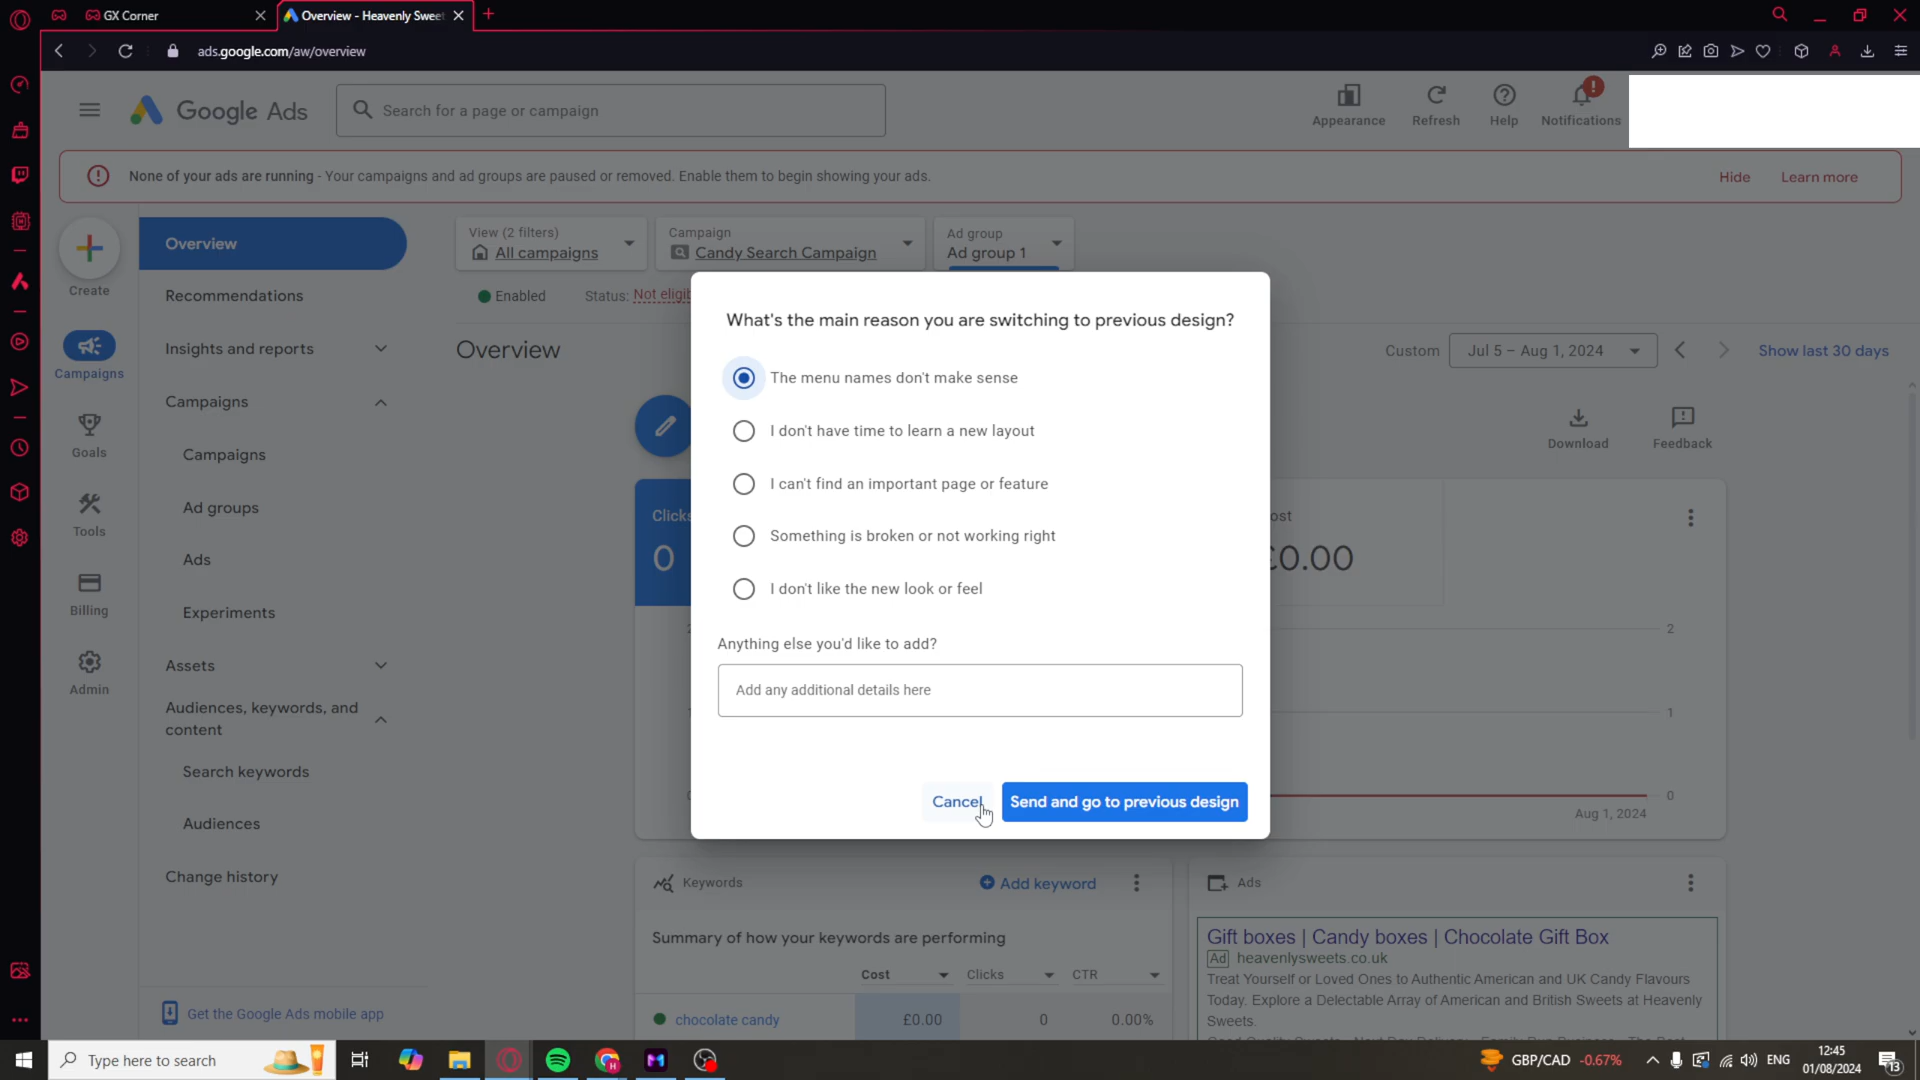 GX Corner
Overview - Heavenly Sweet
ads.google.com/aw/overview
Google Ads
Search for a page or campaign
Appearance
Refresh
Help
Notifications
None of your ads are running - Your campaigns and ad groups are paused or removed. Enable them to begin showing your ads.
Hide
Learn more
Create
Campaigns
Goals
Tools
Billing
Admin
Overview
Recommendations
Insights and reports
Campaigns
Campaigns
Ad groups
Ads
Experiments
Assets
Audiences, keywords, and
content
Search keywords
Audiences
Change history
Get the Google Ads mobile app
View (2 filters)
All campaigns
Campaign
Candy Search Campaign
Ad group
Ad group 1
Enabled
Status: Not eligib
Overview
Custom
Jul 5 – Aug 1, 2024
Show last 30 days
Download
Feedback
Clicks
0
ost
£0.00
2
1
0
Aug 1, 2024
What's the main reason you are switching to previous design?
The menu names don't make sense
I don't have time to learn a new layout
I can't find an important page or feature
Something is broken or not working right
I don't like the new look or feel
Anything else you'd like to add?
Add any additional details here
Cancel
Send and go to previous design
Keywords
Add keyword
Summary of how your keywords are performing
Cost
Clicks
CTR
chocolate candy
£0.00
0
0.00%
Ads
Gift boxes | Candy boxes | Chocolate Gift Box
Ad heavenlysweets.co.uk
Treat Yourself or Loved Ones to Authentic American and UK Candy Flavours
Today. Explore a Delectable Array of American and British Sweets at Heavenly
Sweets.
Type here to search
GBP/CAD -0.67%
ENG
12:45
01/08/2024
13